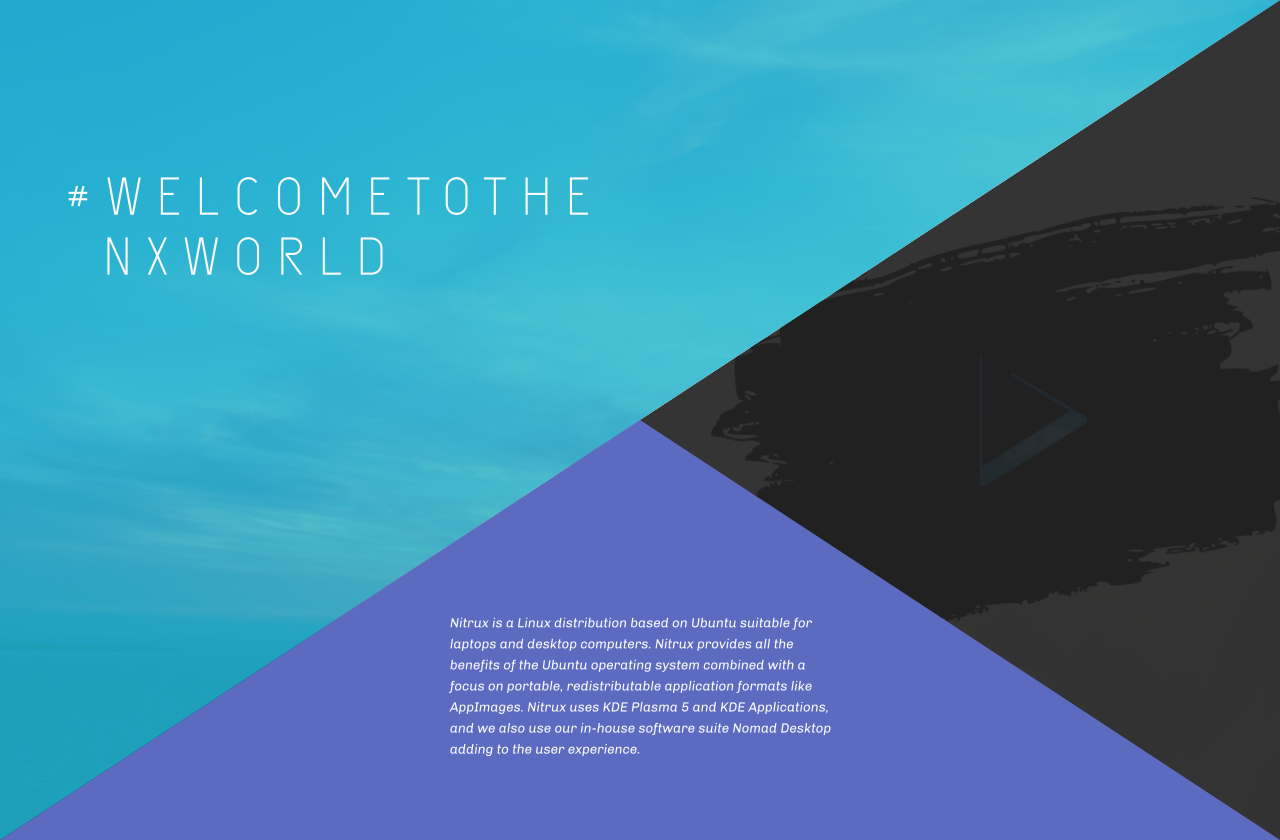 #WELCOMETOTHE
NXWORLD
Nitrux is a Linux distribution based on Ubuntu suitable for
laptops and desktop computers. Nitrux provides all the
benefits of the Ubuntu operating system combined with a
focus on portable, redistributable application formats like
AppImages. Nitrux uses KDE Plasma 5 and KDE Applications,
and we also use our in-house software suite Nomad Desktop
adding to the user experience.